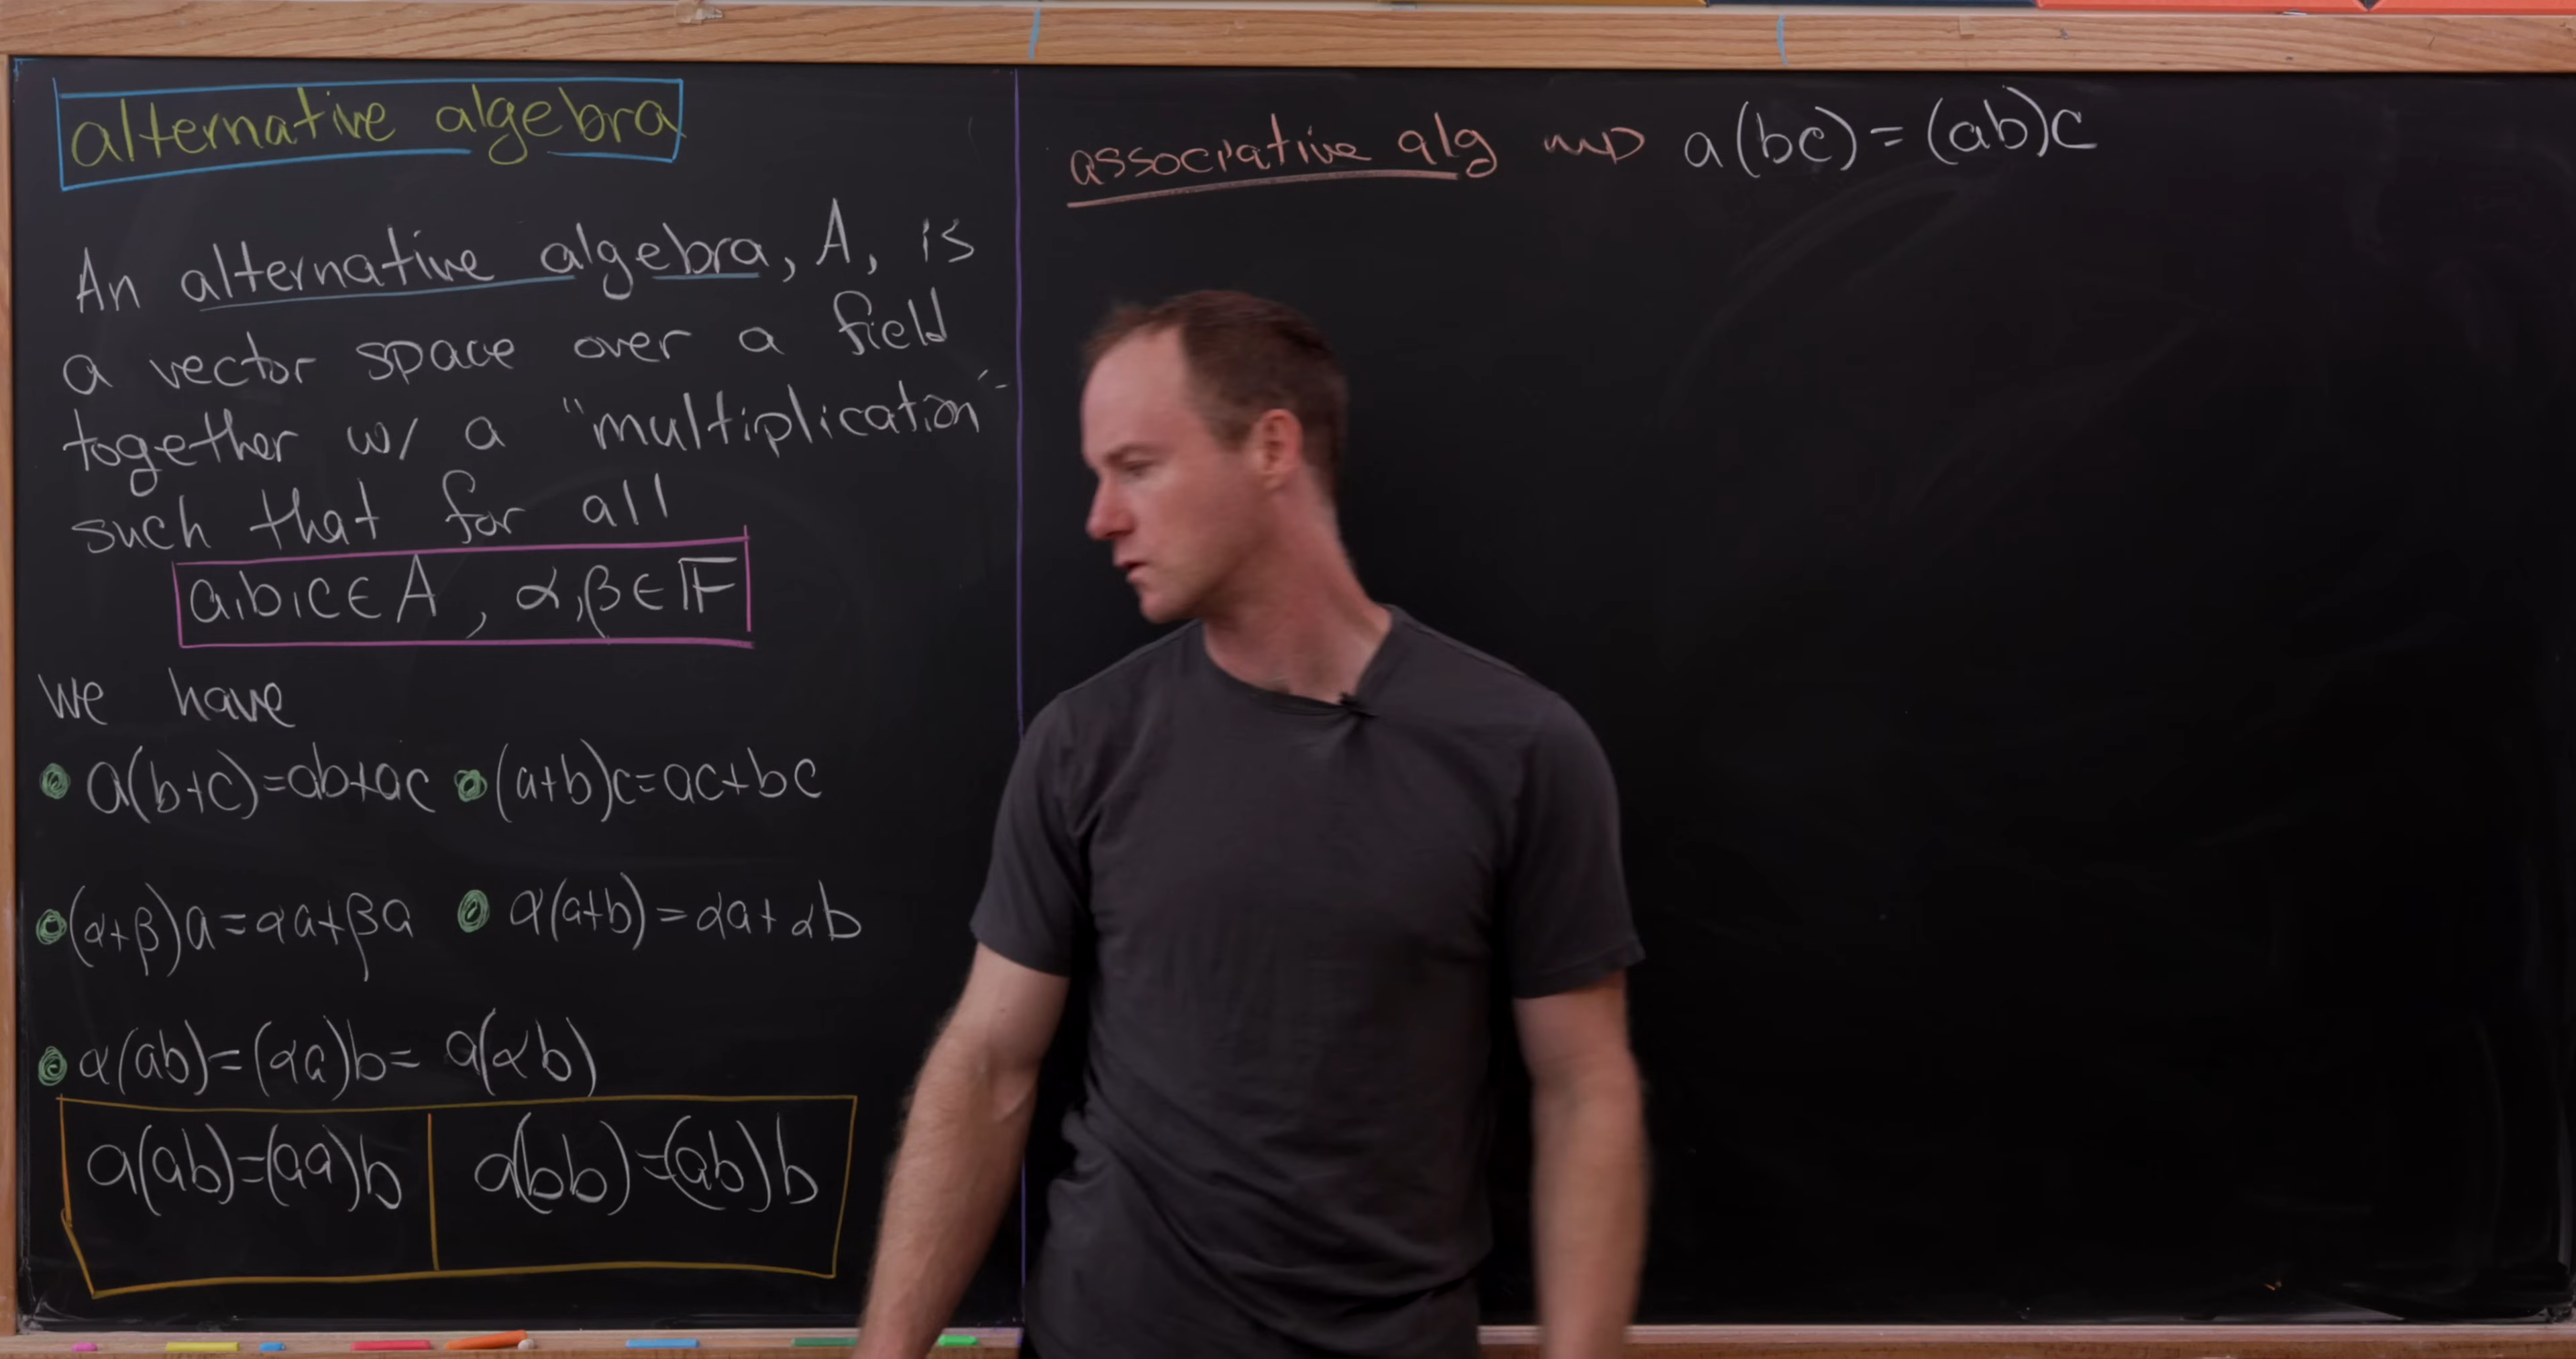 alternative algebra
An alternative algebra, A, is
a vector space over a field
together w/ a "multiplication"
such that for all
a,b,c∈A, α,β∈𝔽
we have
a(b+c)=ab+ac (a+b)c=ac+bc
(α+β)a=αa+βa α(a+b)=αa+αb
α(ab)=(αa)b=a(αb)
a(ab)=(aa)b a(bb)=(ab)b
associative alg ⇝ a(bc)=(ab)c